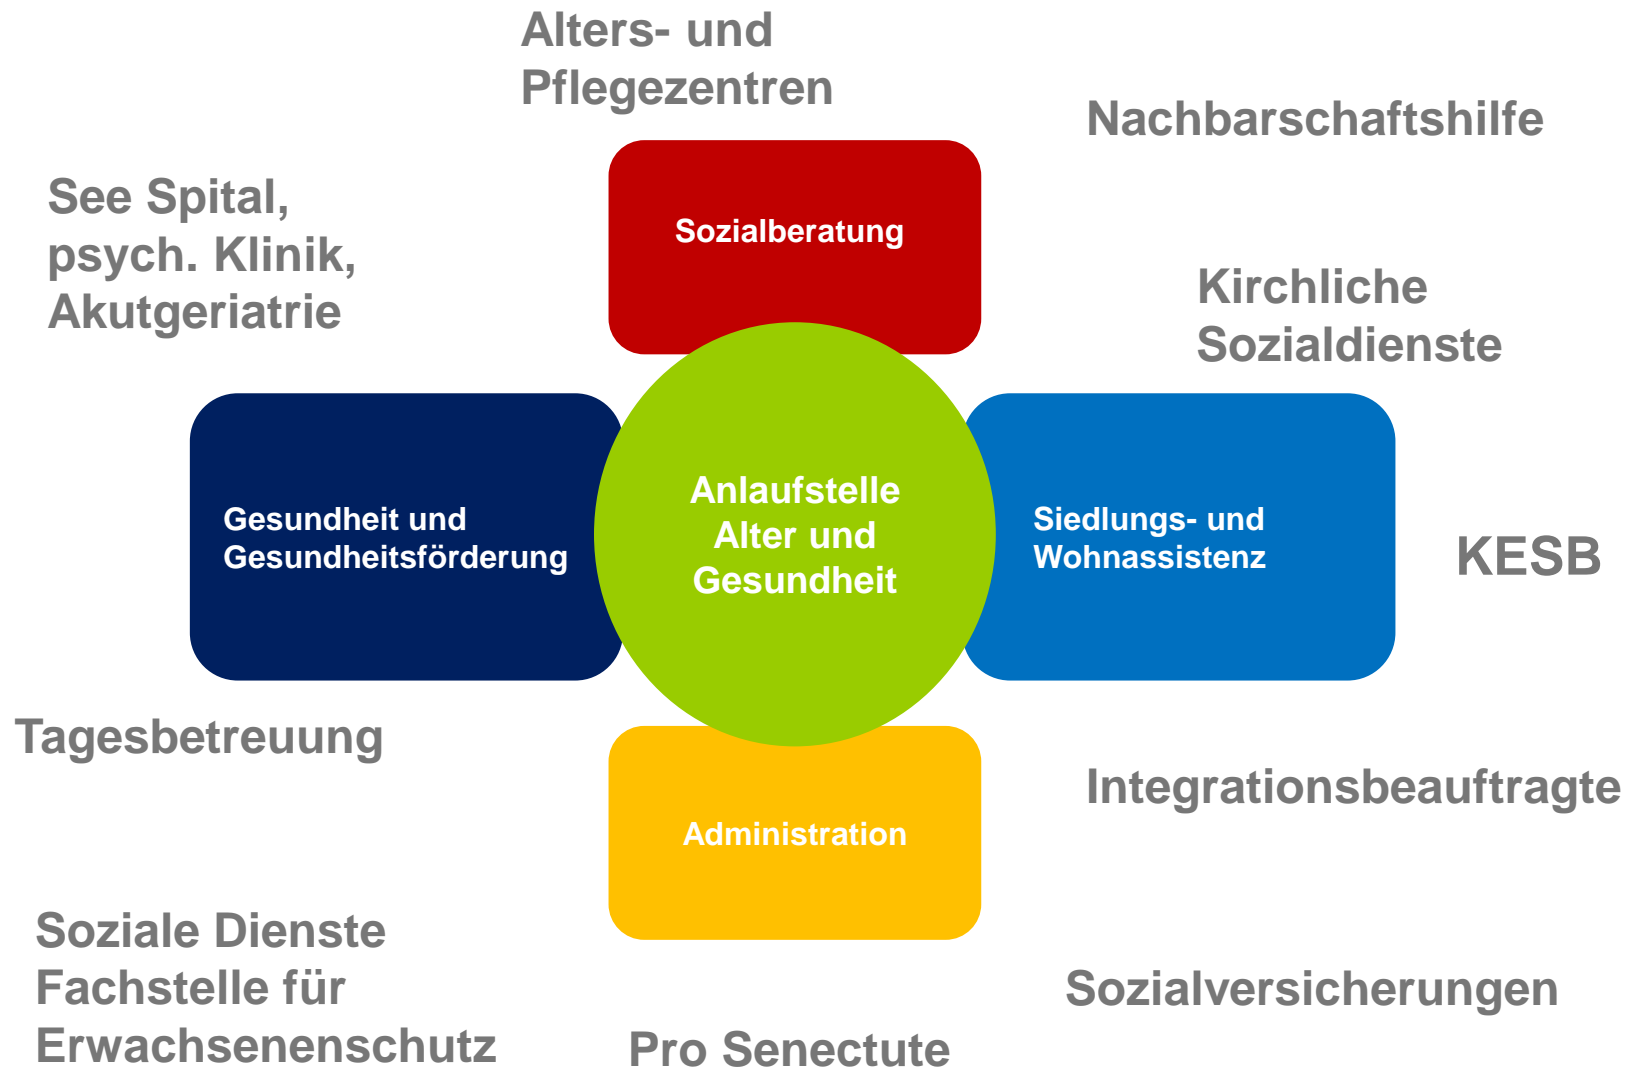 Alters- und
Pflegezentren
Nachbarschaftshilfe
See Spital,
psych. Klinik,
Akutgeriatrie
Sozialberatung
Kirchliche
Sozialdienste
Gesundheit und
Gesundheitsförderung
Anlaufstelle
Alter und
Gesundheit
Siedlungs- und
Wohnassistenz
KESB
Tagesbetreuung
Integrationsbeauftragte
Administration
Soziale Dienste
Fachstelle für
Erwachsenenschutz
Sozialversicherungen
Pro Senectute